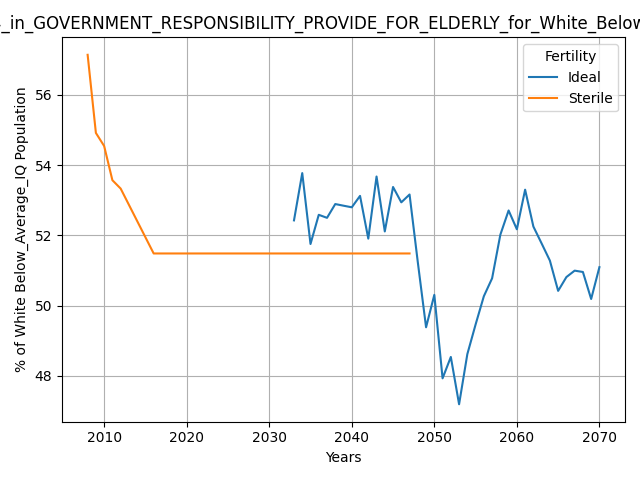 _in_GOVERNMENT_RESPONSIBILITY_PROVIDE_FOR_ELDERLY_for_White_Below
Fertility
Ideal
Sterile
% of White Below_Average_IQ Population
56
54
52
50
48
2010 2020 2030 2040 2050 2060 2070
Years